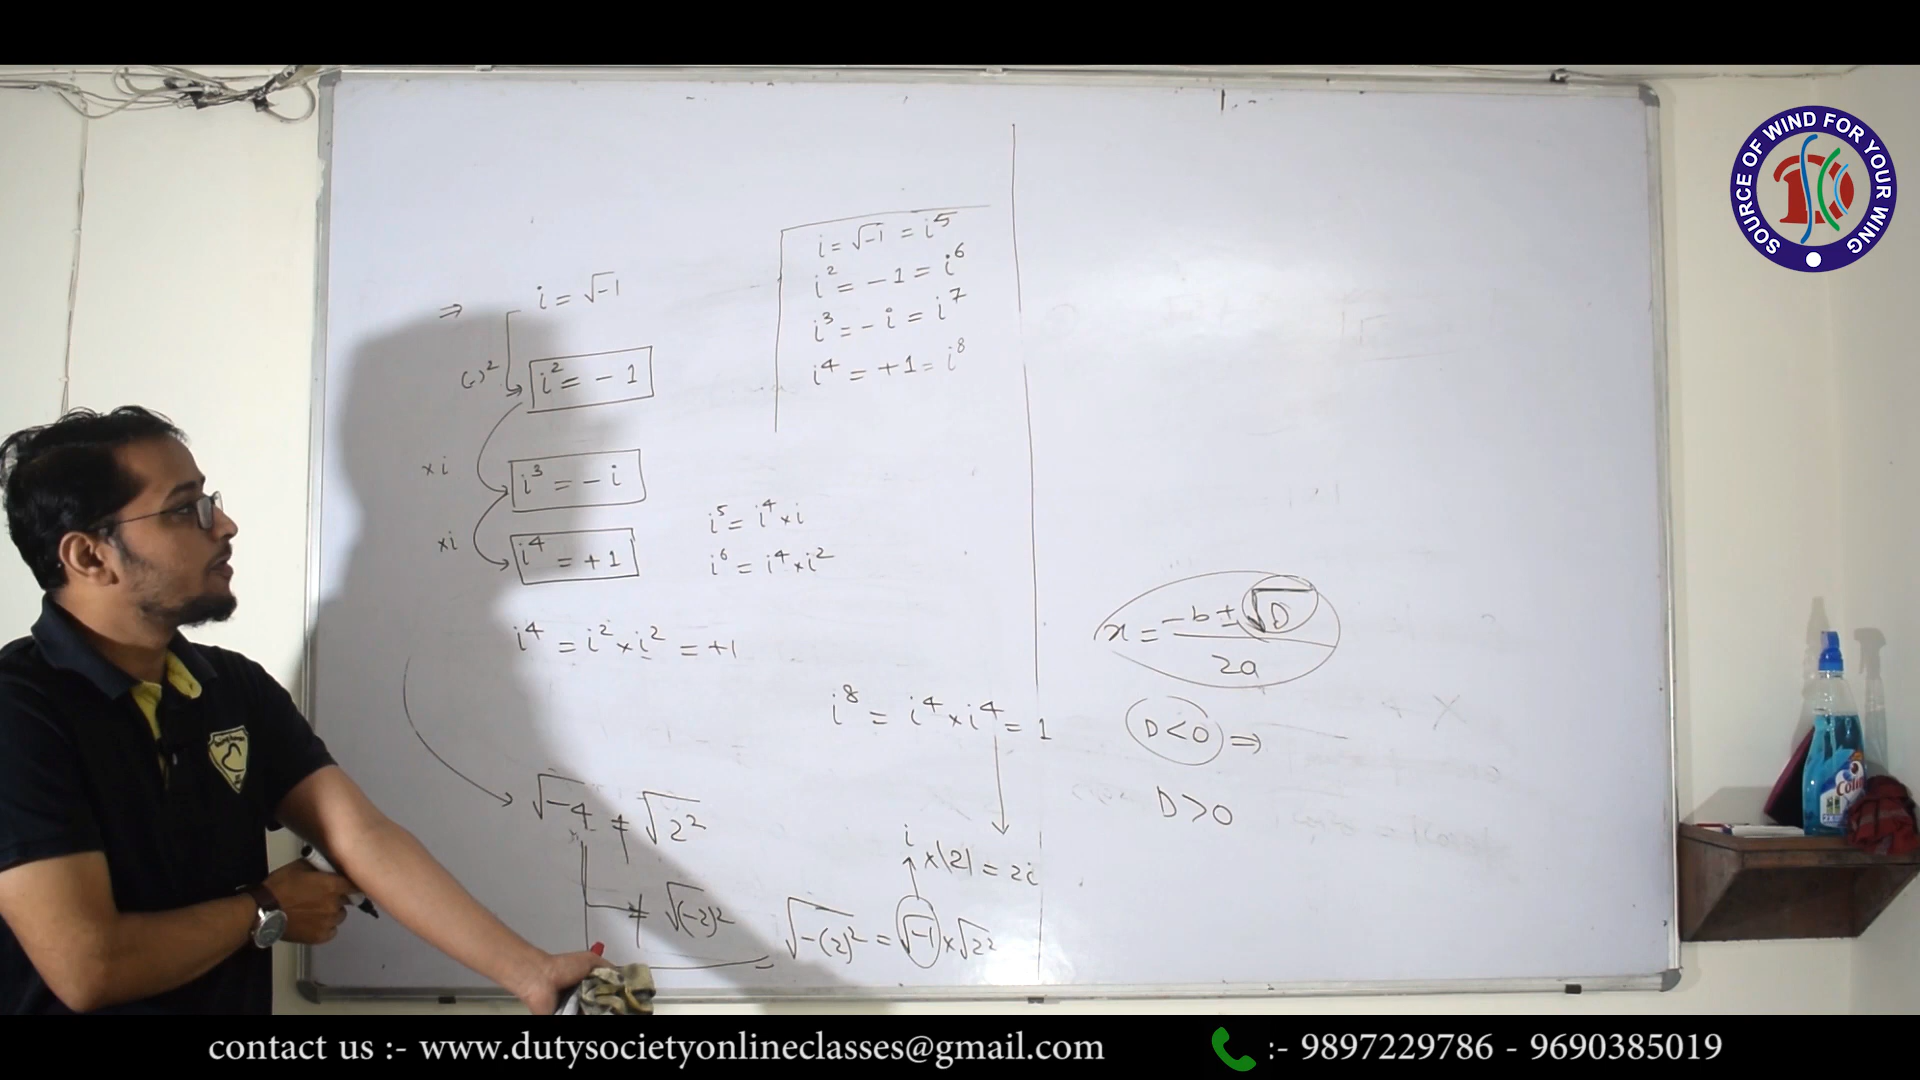 SOURCE OF WIND FOR YOUR WING
⇒ i = √-1
( )² i² = -1
×i i³ = -i
×i i⁴ = +1
i⁴ = i² × i² = +1
i = √-1 = i⁵
i² = -1 = i⁶
i³ = -i = i⁷
i⁴ = +1 = i⁸
i⁵ = i⁴ × i
i⁶ = i⁴ × i²
i⁸ = i⁴ × i⁴ = 1
√-4 ≠ √2²
≠ √(-2)²
= √-(2)² = √-1 × √2²
i × |2| = 2i
x = -b ± √D / 2a
D < 0 ⇒
D > 0
Colin
contact us :- www.dutysocietyonlineclasses@gmail.com :- 9897229786 - 9690385019